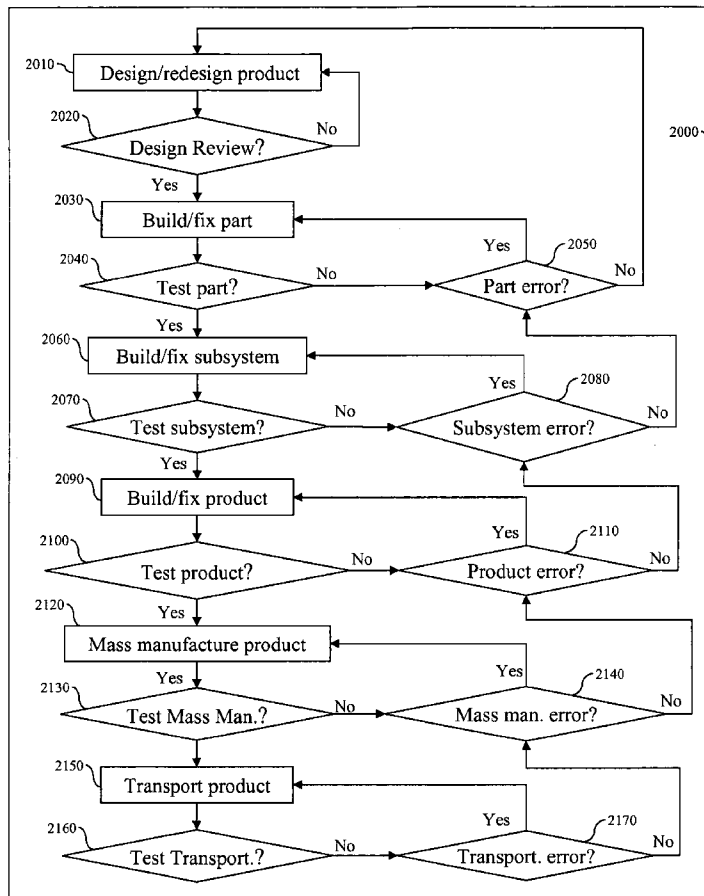 2010
Design/redesign product
2020
No
2000
Design Review?
Yes
2030
Build/fix part
Yes
2050
2040
No
No
Test part?
Part error?
Yes
2060
Build/fix subsystem
Yes
2080
2070
No
No
Test subsystem?
Subsystem error?
Yes
2090
Build/fix product
Yes
2110
2100
No
No
Test product?
Product error?
2120
Yes
Mass manufacture product
Yes
Yes
2140
2130
No
No
Test Mass Man.?
Mass man. error?
2150
Transport product
Yes
2170
2160
No
No
Test Transport.?
Transport. error?